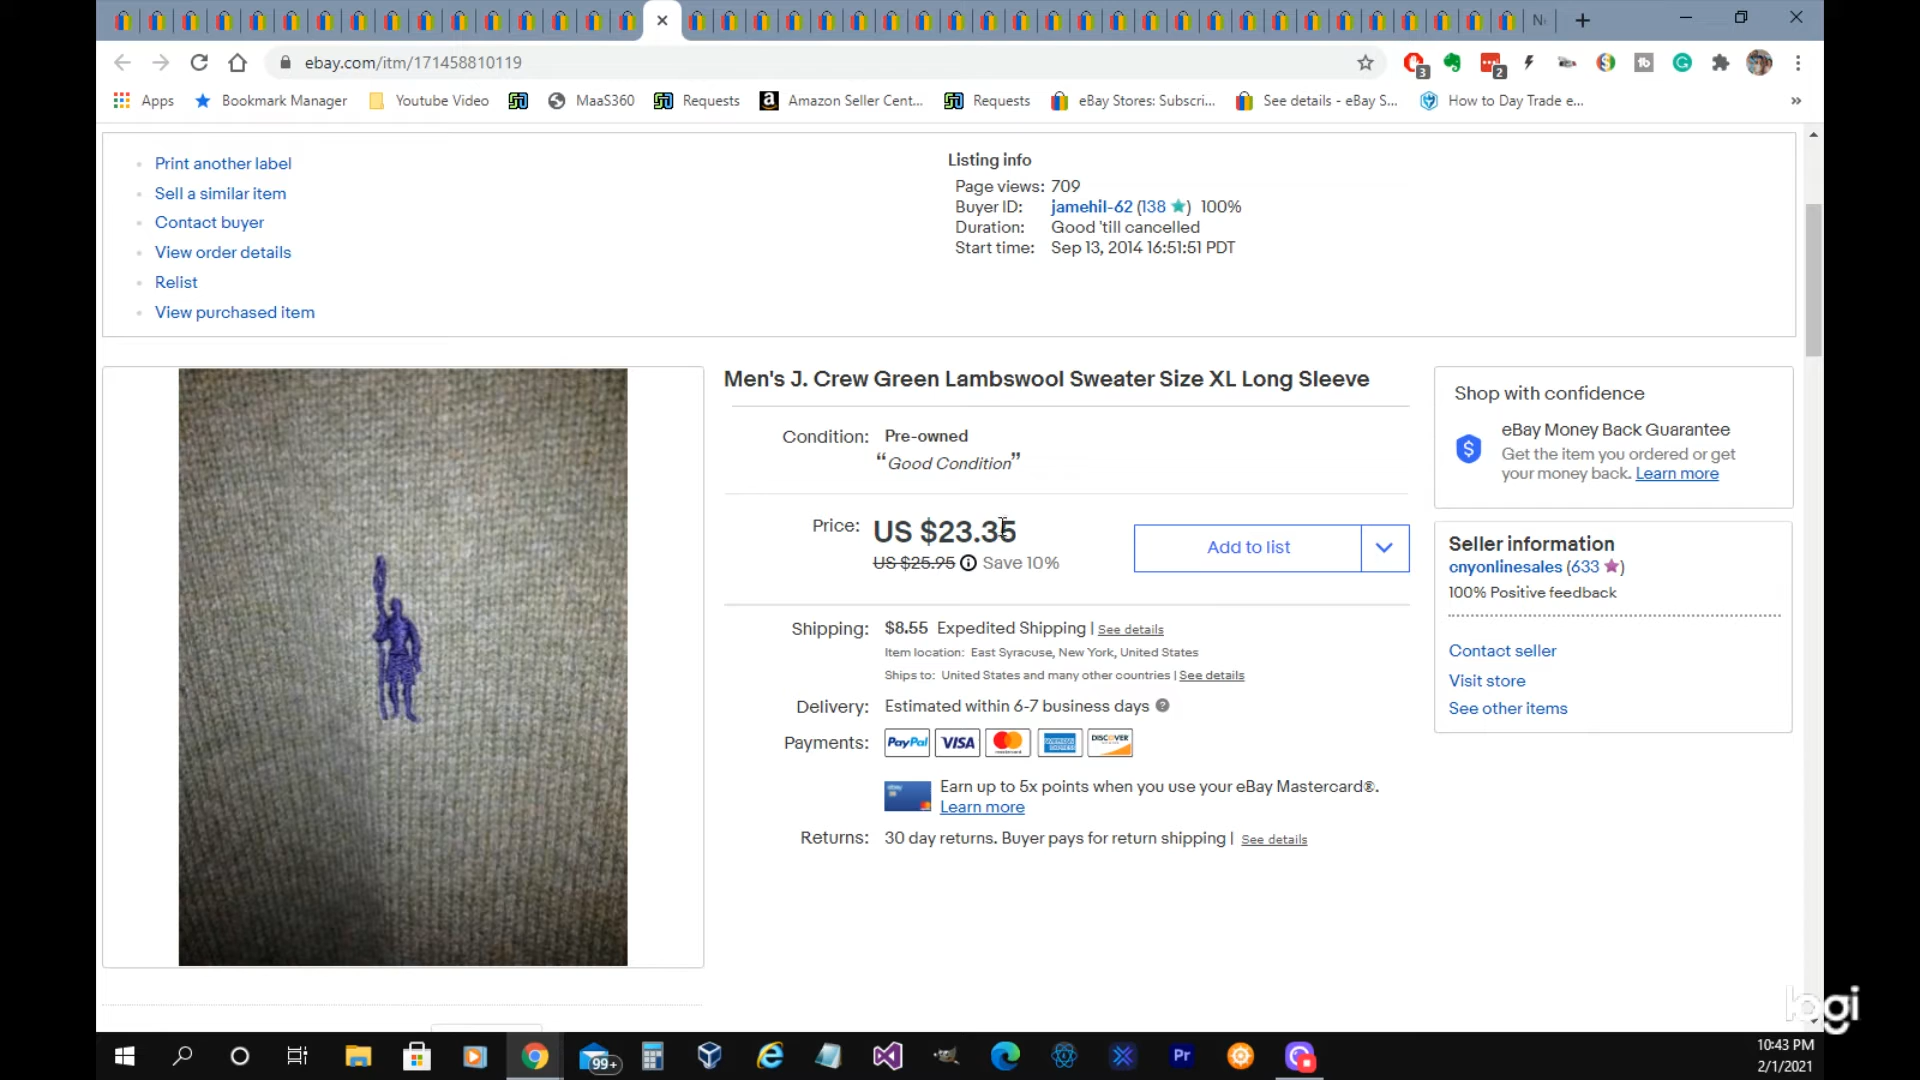 N
ebay.com/itm/171458810119
3
2
Apps
Bookmark Manager
Youtube Video
MaaS360
Requests
Amazon Seller Cent...
Requests
eBay Stores: Subscri...
See details - eBay S...
How to Day Trade e...
Print another label
Sell a similar item
Contact buyer
View order details
Relist
View purchased item
Listing info
Page views: 709
Buyer ID: jamehil-62 (138 ) 100%
Duration: Good 'till cancelled
Start time: Sep 13, 2014 16:51:51 PDT
Men's J. Crew Green Lambswool Sweater Size XL Long Sleeve
Condition: Pre-owned
“Good Condition”
Price: US $23.35
US $25.95 Save 10%
Add to list
Shipping: $8.55 Expedited Shipping | See details
Item location: East Syracuse, New York, United States
Ships to: United States and many other countries | See details
Delivery: Estimated within 6-7 business days
Payments: PayPal VISA DISCOVER
Earn up to 5x points when you use your eBay Mastercard®.
Learn more
Returns: 30 day returns. Buyer pays for return shipping | See details
Shop with confidence
eBay Money Back Guarantee
Get the item you ordered or get
your money back. Learn more
Seller information
cnyonlinesales (633 )
100% Positive feedback
Contact seller
Visit store
See other items
logi
99+
Pr
10:43 PM
2/1/2021